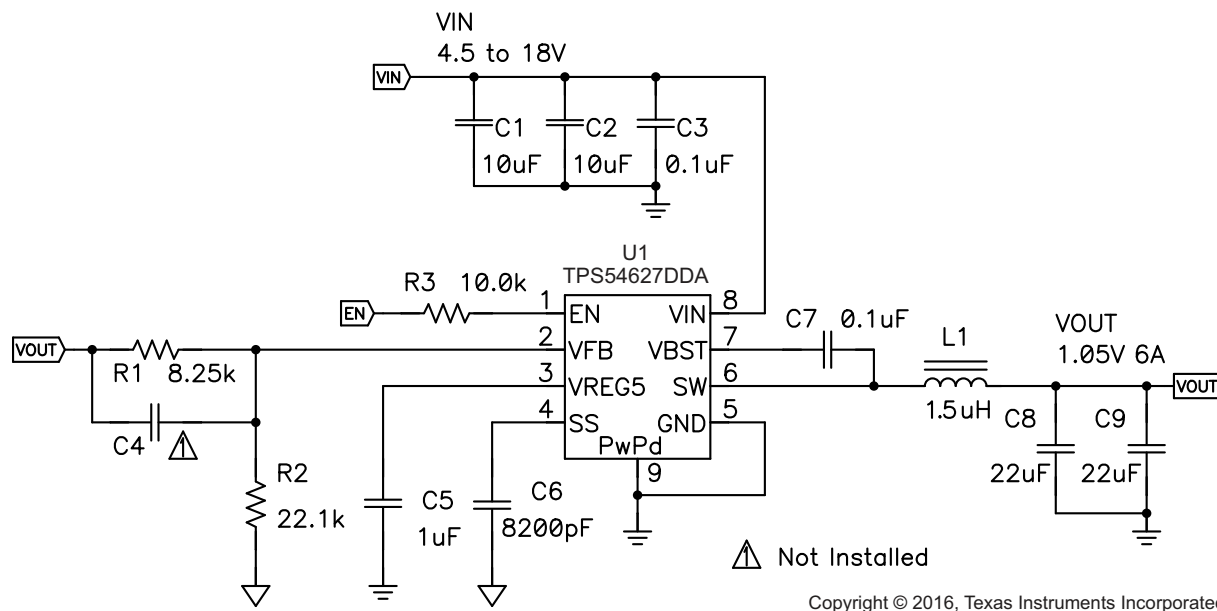 VIN
4.5 to 18V
VIN
C1
C2
C3
10uF
10uF
0.1uF
U1
TPS54627DDA
R3 10.0k
EN
1
EN
VIN
8
C7
0.1uF
VOUT
R1
8.25k
2
VFB
VBST
7
L1
VOUT
1.05V 6A
3
VREG5
SW
6
VOUT
1.5uH
C4
1
4
SS
GND
5
C8
C9
22uF
22uF
PwPd
9
R2
22.1k
C5
1uF
C6
8200pF
1 Not Installed
Copyright © 2016, Texas Instruments Incorporated